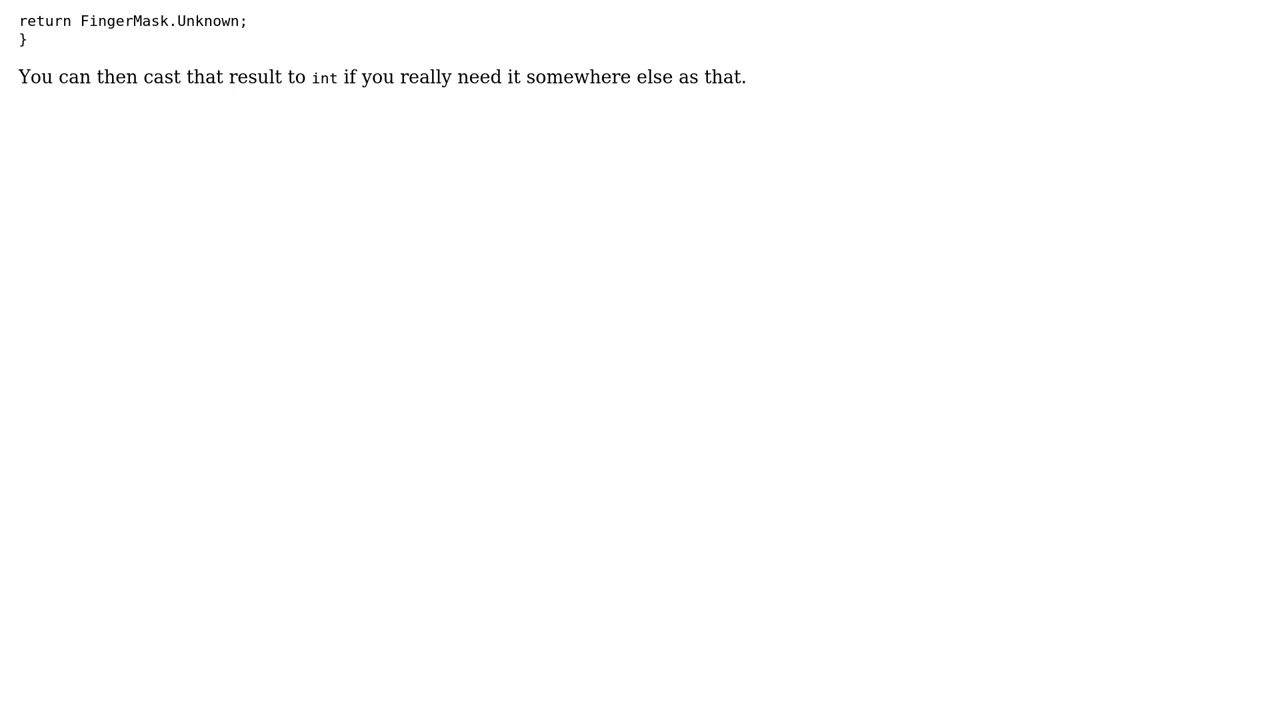 return FingerMask.Unknown;
}
You can then cast that result to int if you really need it somewhere else as that.